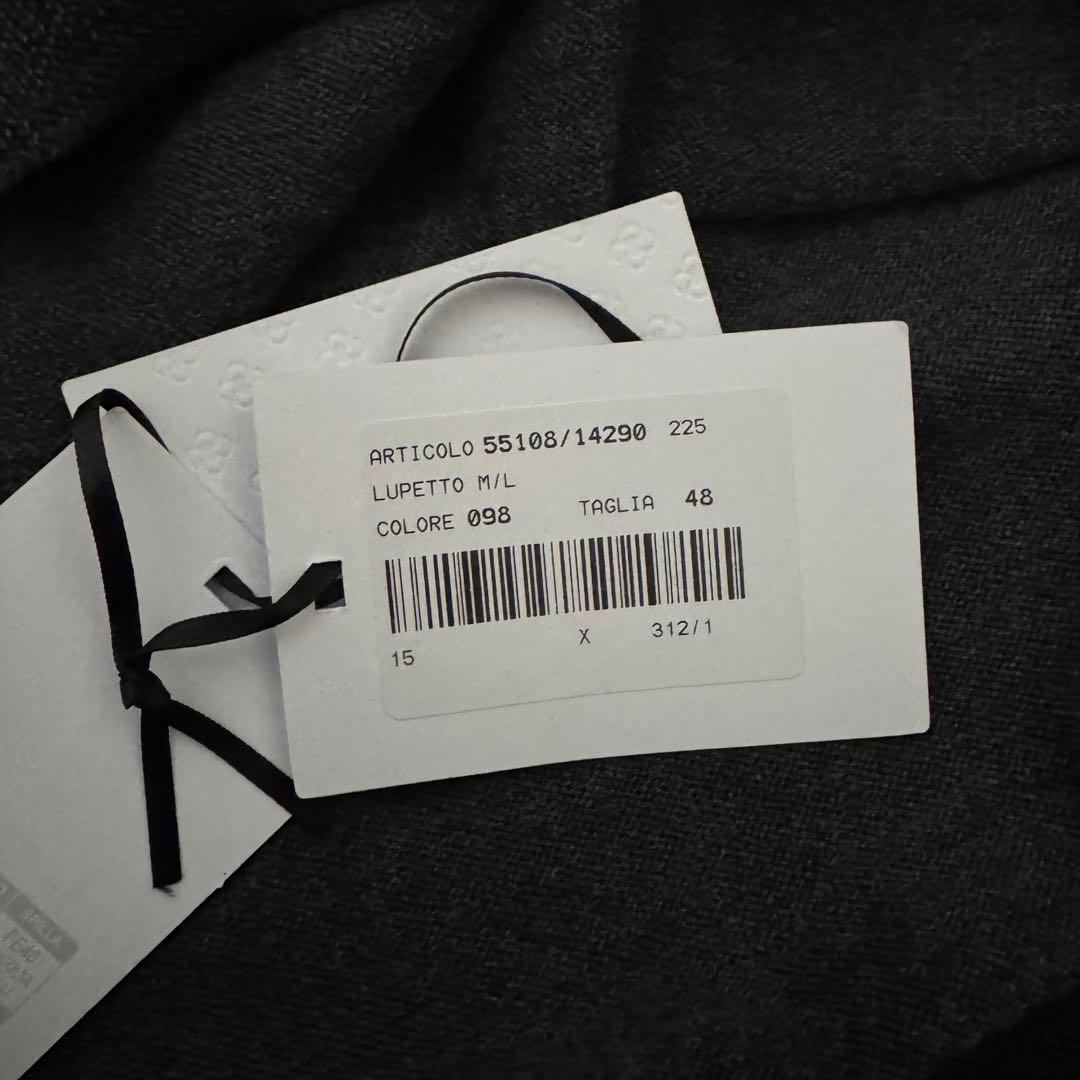 ARTICOLO 55108/14290 225
LUPETTO M/L
COLORE 098 TAGLIA 48
15 X 312/1